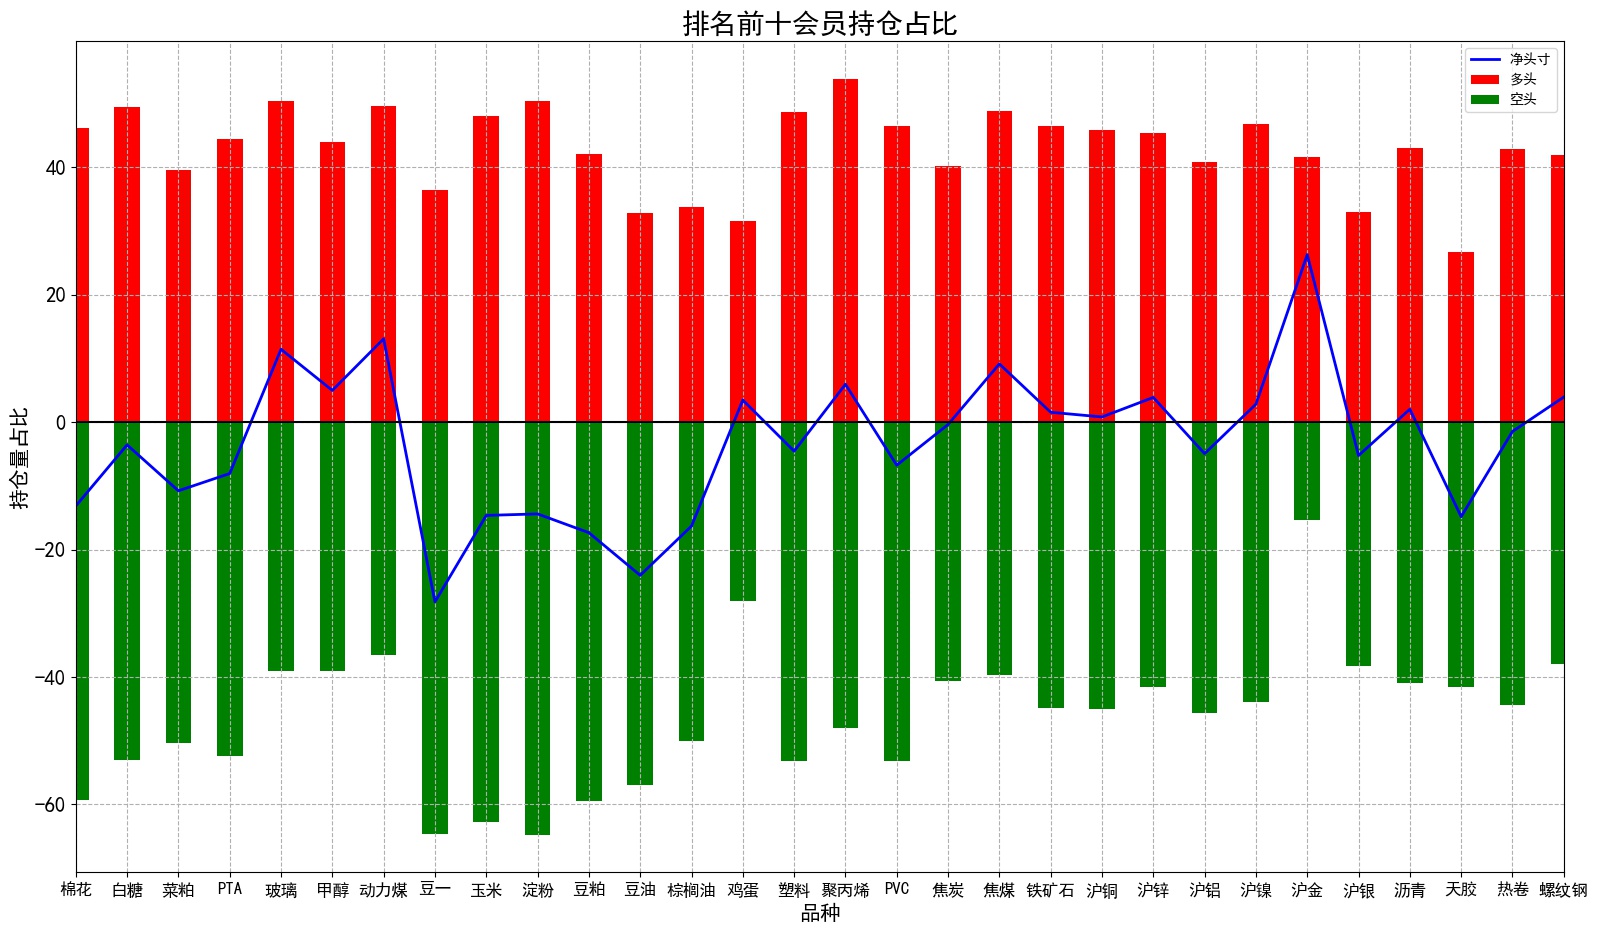 排名前十会员持仓占比
净头寸
多头
空头
持仓量占比
40
20
0
−20
−40
−60
棉花 白糖 菜粕 PTA 玻璃 甲醇 动力煤 豆一 玉米 淀粉 豆粕 豆油 棕榈油 鸡蛋 塑料 聚丙烯 PVC 焦炭 焦煤 铁矿石 沪铜 沪锌 沪铝 沪镍 沪金 沪银 沥青 天胶 热卷 螺纹钢
品种